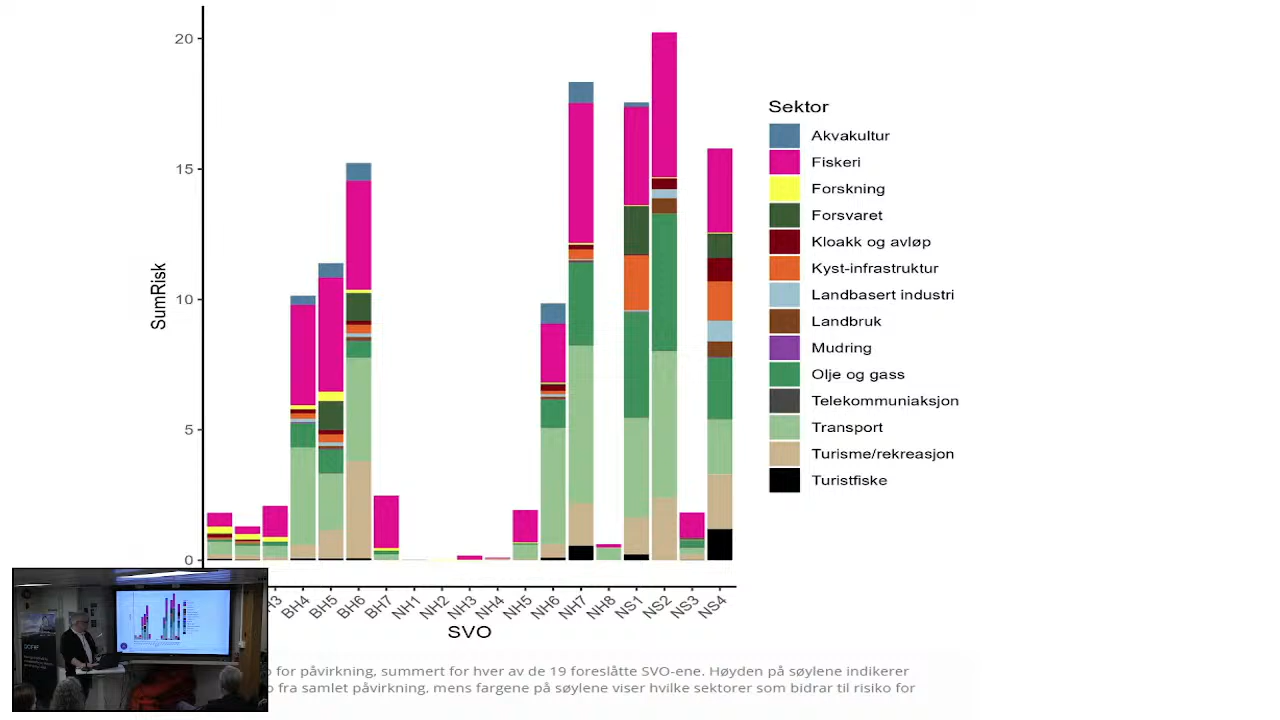 20
15
10
5
0
SumRisk
BH4
BH5
BH6
BH7
NH1
NH2
NH3
NH4
NH5
NH6
NH7
NH8
NS1
NS2
NS3
NS4
SVO
Sektor
Akvakultur
Fiskeri
Forskning
Forsvaret
Kloakk og avløp
Kyst-infrastruktur
Landbasert industri
Landbruk
Mudring
Olje og gass
Telekommuniaksjon
Transport
Turisme/rekreasjon
Turistfiske
for påvirkning, summert for hver av de 19 foreslåtte SVO-ene. Høyden på søylene indikerer
fra samlet påvirkning, mens fargene på søylene viser hvilke sektorer som bidrar til risiko for